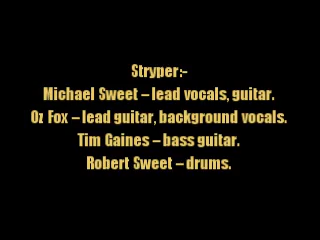 Stryper:-
Michael Sweet – lead vocals, guitar.
Oz Fox – lead guitar, background vocals.
Tim Gaines – bass guitar.
Robert Sweet – drums.